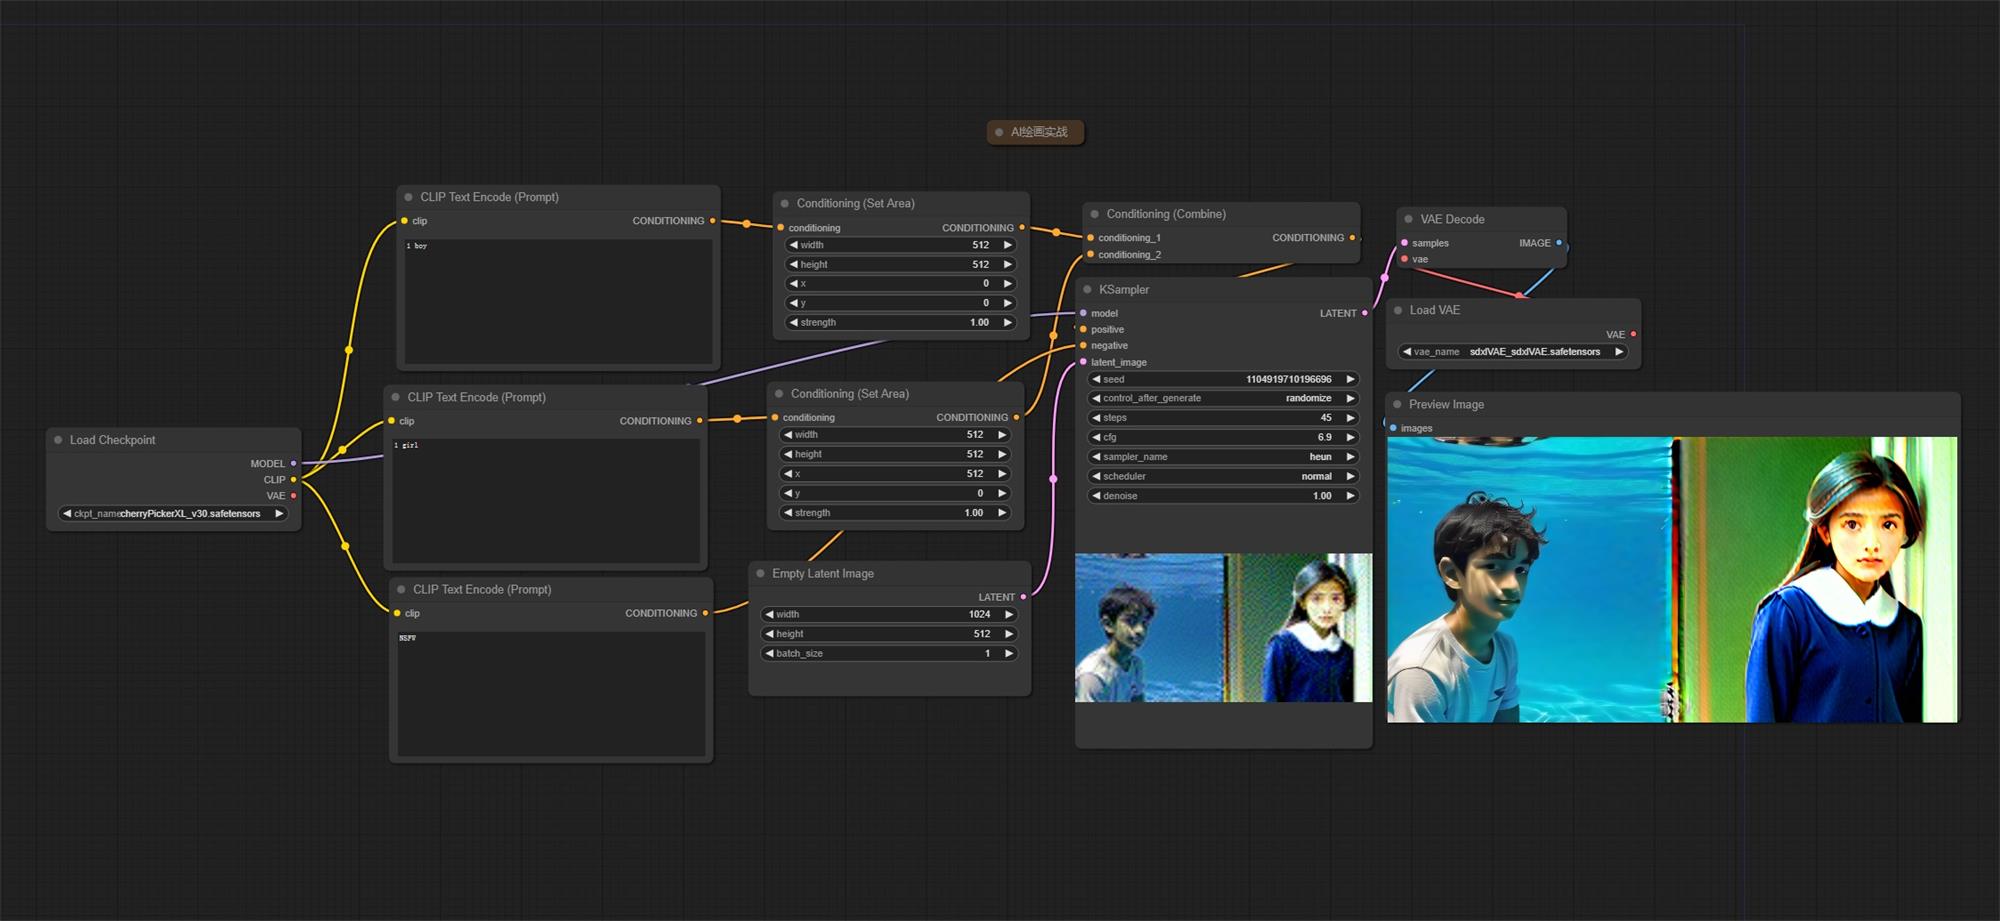 AI绘画实战
CLIP Text Encode (Prompt)
clip
CONDITIONING
1 boy
Conditioning (Set Area)
conditioning
CONDITIONING
width 512
height 512
x 0
y 0
strength 1.00
Conditioning (Combine)
conditioning_1
CONDITIONING
conditioning_2
VAE Decode
samples
IMAGE
vae
KSampler
model
LATENT
positive
negative
latent_image
seed 1104919710196696
control_after_generate randomize
steps 45
cfg 6.9
sampler_name heun
scheduler normal
denoise 1.00
Load VAE
VAE
vae_name sdxlVAE_sdxlVAE.safetensors
CLIP Text Encode (Prompt)
clip
CONDITIONING
1 girl
Conditioning (Set Area)
conditioning
CONDITIONING
width 512
height 512
x 512
y 0
strength 1.00
Preview Image
images
Load Checkpoint
MODEL
CLIP
VAE
ckpt_name cherryPickerXL_v30.safetensors
CLIP Text Encode (Prompt)
clip
CONDITIONING
NSFW
Empty Latent Image
LATENT
width 1024
height 512
batch_size 1